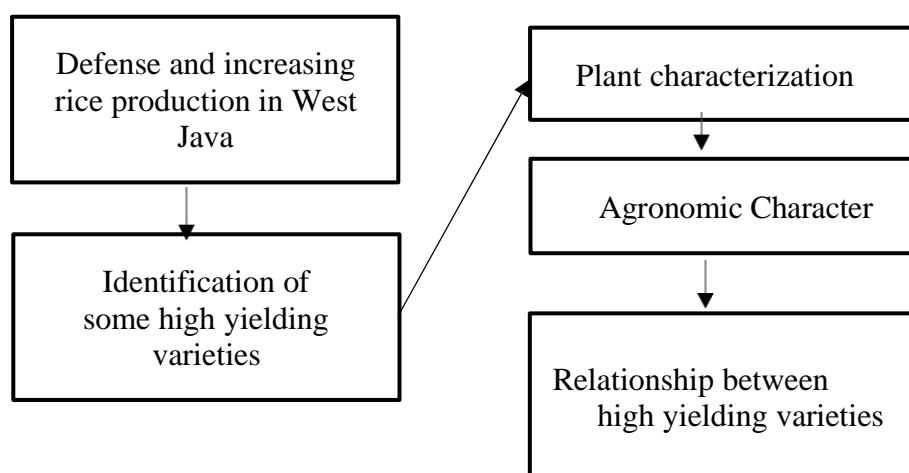 Defense and increasing
rice production in West
Java
Identification of
some high yielding
varieties
Plant characterization
Agronomic Character
Relationship between
high yielding varieties